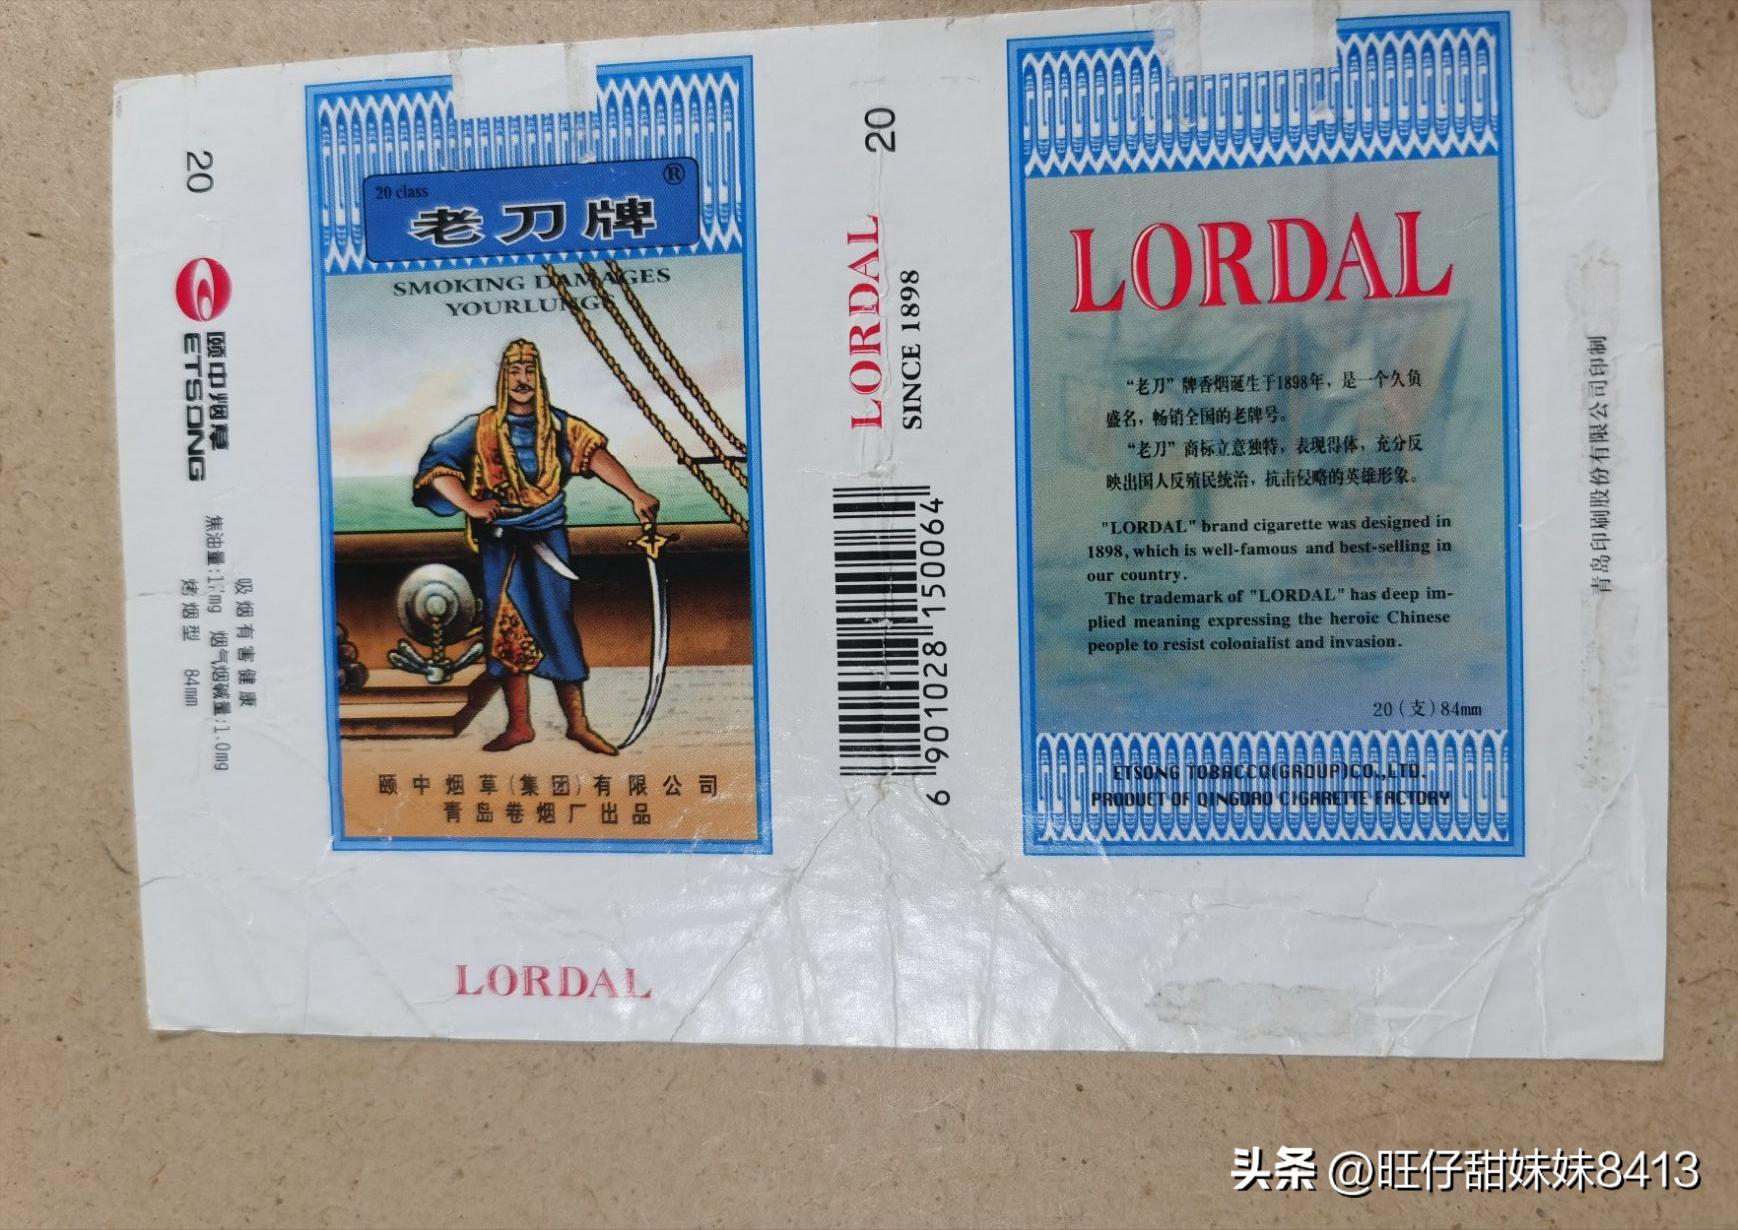 20
颐中烟草
ETSONG
吸烟有害健康
焦油量:17mg 烟气烟碱量:1.0mg
烤烟型 84mm
20 class
®
老刀牌
SMOKING DAMAGES
YOURLUNGS
颐中烟草(集团)有限公司
青岛卷烟厂出品
LORDAL
20
LORDAL
SINCE 1898
6 901028 150064
LORDAL
“老刀”牌香烟诞生于1898年，是一个久负
盛名，畅销全国的老牌号。
“老刀”商标立意独特，表现得体，充分反
映出国人反殖民统治，抗击侵略的英雄形象。
"LORDAL" brand cigarette was designed in
1898, which is well-famous and best-selling in
our country.
The trademark of "LORDAL" has deep im-
plied meaning expressing the heroic Chinese
people to resist colonialist and invasion.
20(支)84mm
ETSONG TOBACCO(GROUP)CO.,LTD.
PRODUCT OF QINGDAO CIGARETTE FACTORY
青岛印刷股份有限公司印制
头条 @旺仔甜妹妹8413